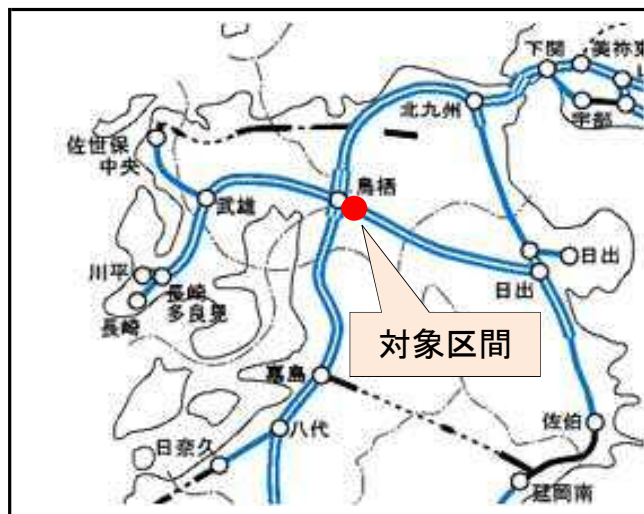 下関
美祢東
北九州
宇部
佐世保
中央
鳥栖
武雄
川平
長崎
多良見
長崎
日出
日出
対象区間
嘉島
八代
日奈久
佐伯
延岡南